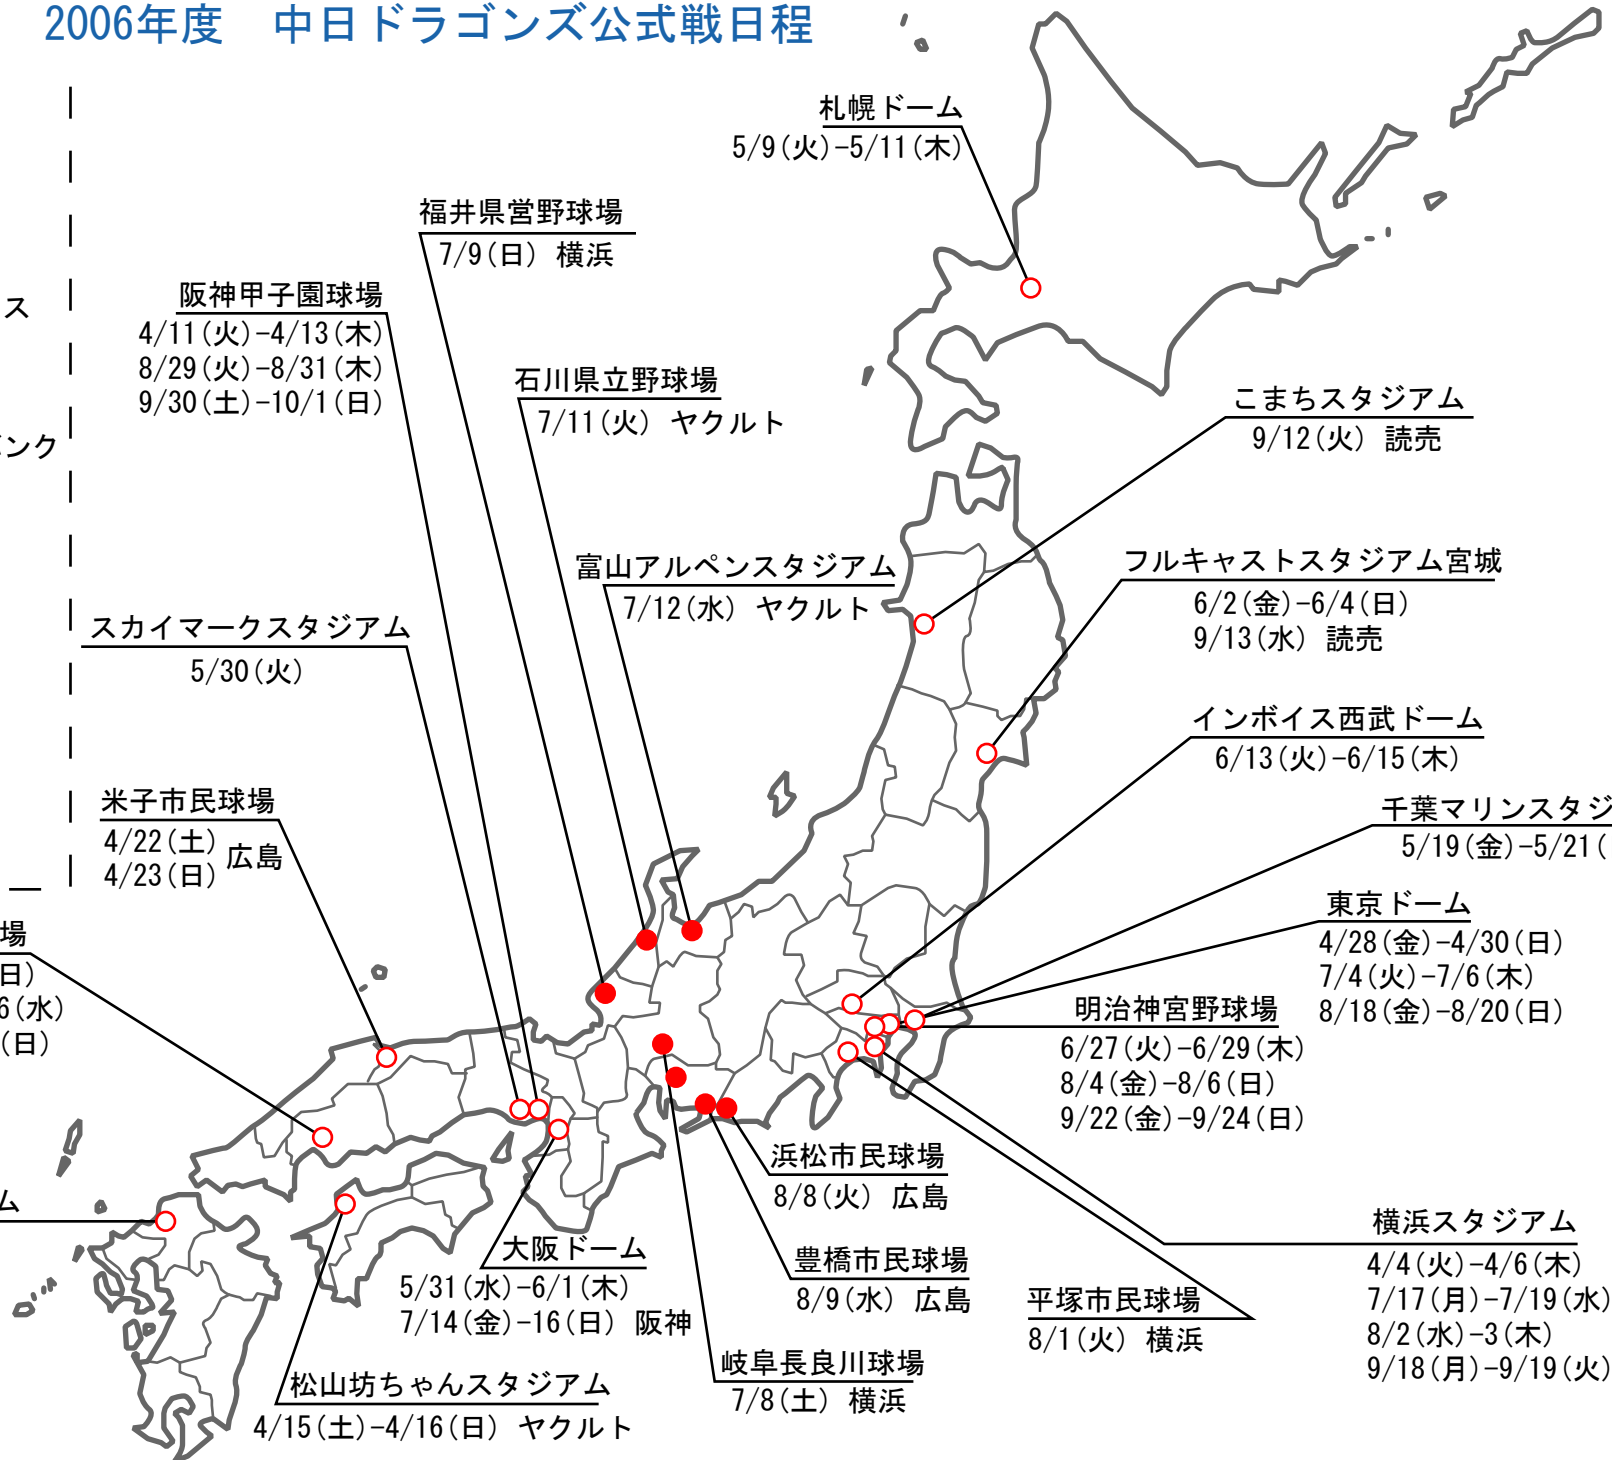 2006年度　中日ドラゴンズ公式戦日程
札幌ドーム
5/9(火)-5/11(木)
福井県営野球場
7/9(日) 横浜
阪神甲子園球場
4/11(火)-4/13(木)
8/29(火)-8/31(木)
9/30(土)-10/1(日)
ス
石川県立野球場
7/11(火) ヤクルト
こまちスタジアム
9/12(火) 読売
ンク
富山アルペンスタジアム
7/12(水) ヤクルト
フルキャストスタジアム宮城
6/2(金)-6/4(日)
9/13(水) 読売
スカイマークスタジアム
5/30(火)
インボイス西武ドーム
6/13(火)-6/15(木)
米子市民球場
4/22(土)
4/23(日)
広島
千葉マリンスタジ
5/19(金)-5/21(
東京ドーム
4/28(金)-4/30(日)
7/4(火)-7/6(木)
8/18(金)-8/20(日)
場
日)
6(水)
(日)
明治神宮野球場
6/27(火)-6/29(木)
8/4(金)-8/6(日)
9/22(金)-9/24(日)
浜松市民球場
8/8(火) 広島
ム
横浜スタジアム
4/4(火)-4/6(木)
7/17(月)-7/19(水)
8/2(水)-3(木)
9/18(月)-9/19(火)
大阪ドーム
5/31(水)-6/1(木)
7/14(金)-16(日) 阪神
豊橋市民球場
8/9(水) 広島
平塚市民球場
8/1(火) 横浜
岐阜長良川球場
7/8(土) 横浜
松山坊ちゃんスタジアム
4/15(土)-4/16(日) ヤクルト